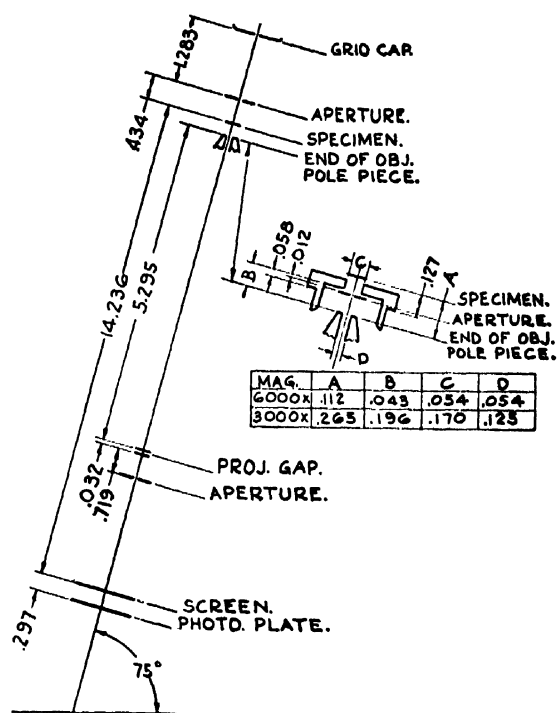 GRID CAP.
1.283
APERTURE.
.434
SPECIMEN.
END OF OBJ.
POLE PIECE.
14.236
5.295
B
.058
.012
C
.127
A
SPECIMEN.
APERTURE.
END OF OBJ.
POLE PIECE.
D
MAG. A B C D
6000X .112 .043 .054 .054
3000X .265 .196 .170 .125
PROJ. GAP.
.032
.719
APERTURE.
SCREEN.
PHOTO. PLATE.
.297
75°